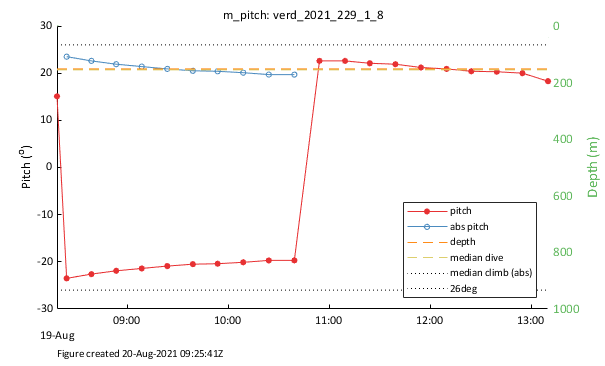 m_pitch: verd_2021_229_1_8
30
20
10
0
-10
-20
-30
Pitch (o)
0
200
400
600
800
1000
Depth (m)
pitch
abs pitch
depth
median dive
median climb (abs)
26deg
09:00 10:00 11:00 12:00 13:00
19-Aug
Figure created 20-Aug-2021 09:25:41Z